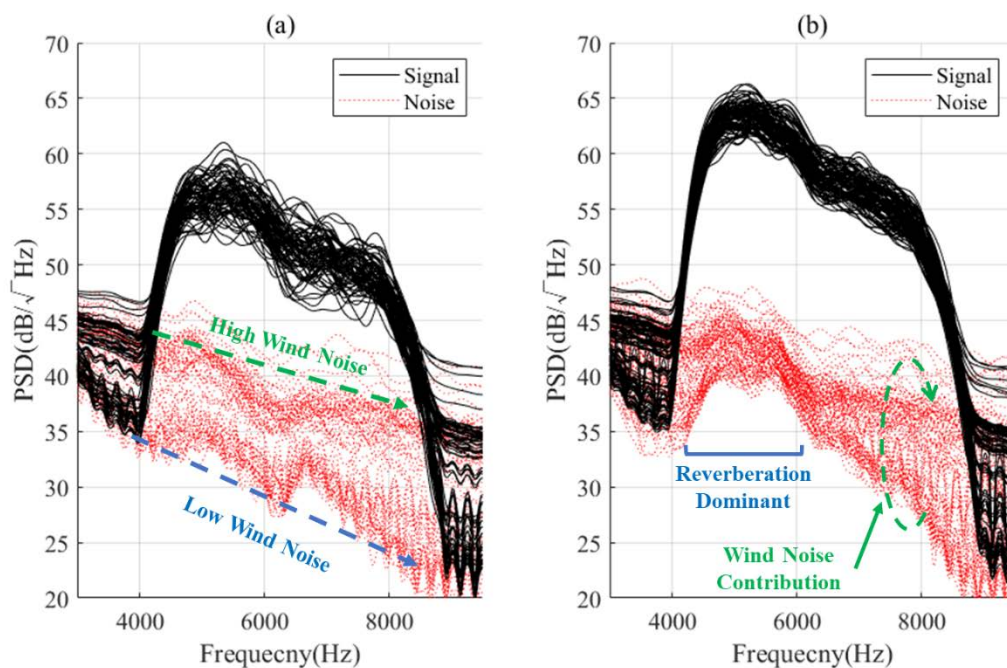 (a)
70
65
60
55
50
45
40
35
30
25
20
PSD(dB/√Hz)
Signal
Noise
High Wind Noise
Low Wind Noise
4000 6000 8000
Frequecny(Hz)
(b)
70
65
60
55
50
45
40
35
30
25
20
PSD(dB/√Hz)
Signal
Noise
Reverberation
Dominant
Wind Noise
Contribution
4000 6000 8000
Frequecny(Hz)